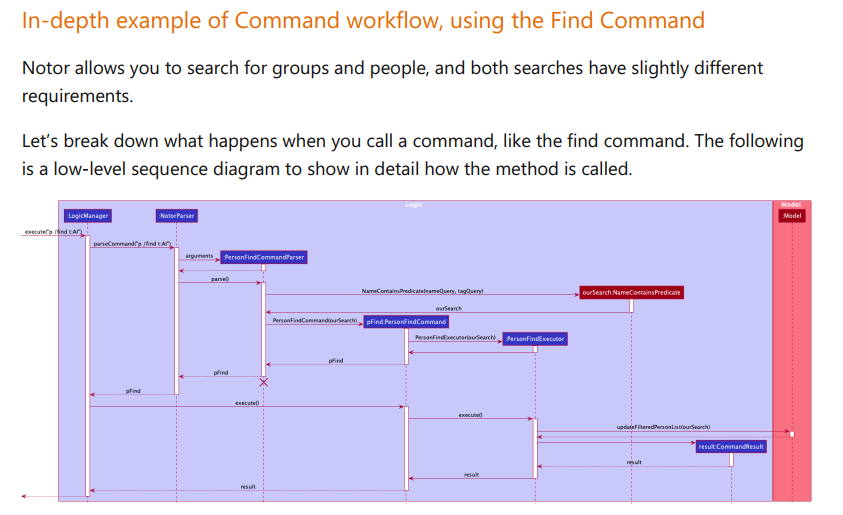 In-depth example of Command workflow, using the Find Command
Notor allows you to search for groups and people, and both searches have slightly different
requirements.
Let's break down what happens when you call a command, like the find command. The following
is a low-level sequence diagram to show in detail how the method is called.
Logic
Model
:LogicManager
:NotorParser
:Model
execute("p /find t:Al")
parseCommand("p /find t:Al")
arguments
:PersonFindCommandParser
parse()
NameContainsPredicate(nameQuery, tagQuery)
ourSearch:NameContainsPredicate
ourSearch
PersonFindCommand(ourSearch)
pFind:PersonFindCommand
PersonFindExecutor(ourSearch)
:PersonFindExecutor
pFind
pFind
pFind
execute()
execute()
updateFilteredPersonList(ourSearch)
result:CommandResult
result
result
result